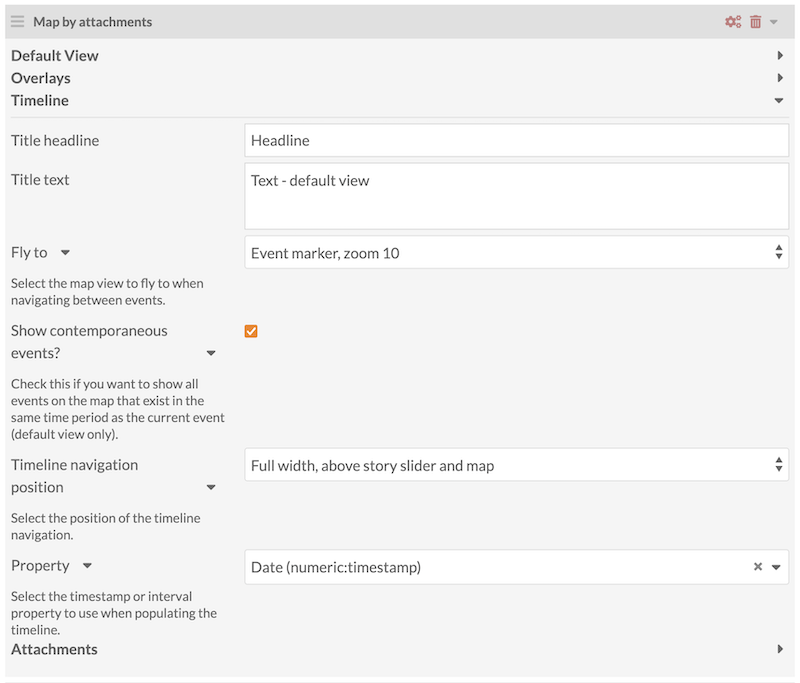 Map by attachments
Default View
Overlays
Timeline
Title headline
Headline
Title text
Text - default view
Fly to
Event marker, zoom 10
Select the map view to fly to when
navigating between events.
Show contemporaneous
events?
Check this if you want to show all
events on the map that exist in the
same time period as the current event
(default view only).
Timeline navigation
position
Full width, above story slider and map
Select the position of the timeline
navigation.
Property
Date (numeric:timestamp)
Select the timestamp or interval
property to use when populating the
timeline.
Attachments